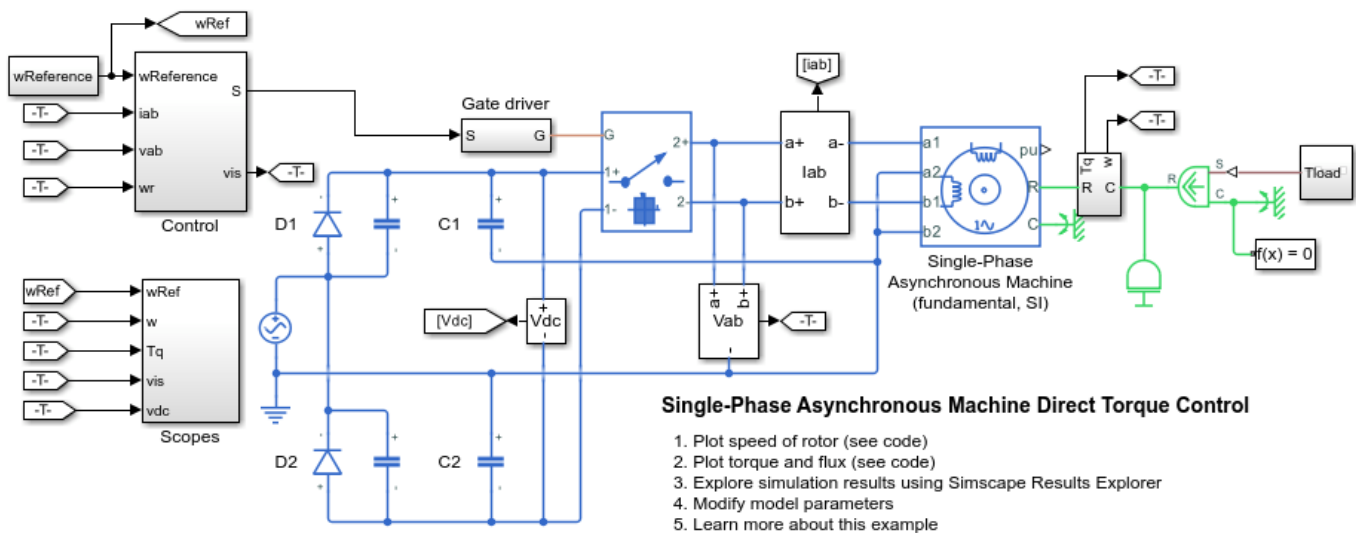 wRef
wReference
wReference
iab
vab
wr
S
vis
-T-
-T-
-T-
-T-
Control
Gate driver
S
G
G
1+
1-
2+
2
[iab]
a+
a-
Iab
b+
b-
a1
a2
b1
b2
pu
R
C
1∿
Single-Phase
Asynchronous Machine
(fundamental, SI)
Tq
w
R
C
-T-
-T-
R
S
C
Tload
f(x) = 0
D1
C1
+
-
+
-
+
-
wRef
-T-
-T-
-T-
-T-
wRef
w
Tq
vis
vdc
Scopes
[Vdc]
+
Vdc
-
a+
b+
Vab
-
-T-
D2
C2
+
-
+
-
+
-
Single-Phase Asynchronous Machine Direct Torque Control
1. Plot speed of rotor (see code)
2. Plot torque and flux (see code)
3. Explore simulation results using Simscape Results Explorer
4. Modify model parameters
5. Learn more about this example